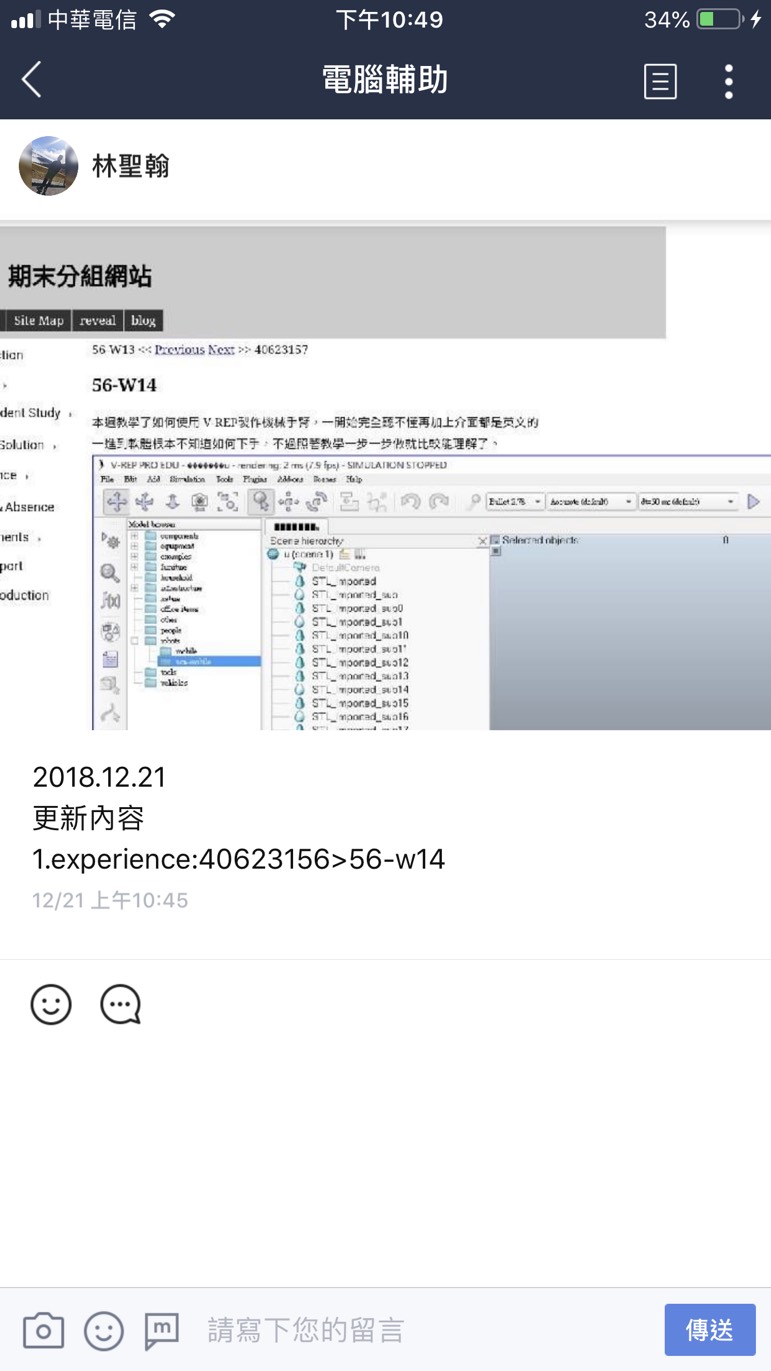 中華電信
下午10:49
34%
電腦輔助
林聖翰
期末分組網站
Site Map
reveal
blog
56-W13 << Previous Next >> 40623157
56-W14
本週教學了如何使用 V-REP製作機械手臂，一開始完全聽不懂再加上介面都是英文的
一進到軟體根本不知道如何下手，不過照著教學一步一步做就比較能理解了。
dent Study
Solution
Absence
V-REP PRO EDU - - rendering: 2 ms (7.9 fps) - SIMULATION STOPPED
File Edit Add Simulation Tools Plugins Add-ons Scenes Help
Bullet 2.78
Accurate (default)
dt=50 ms (default)
Model browser
components
equipment
examples
furniture
household
infrastructure
nature
office items
other
people
robots
mobile
non-mobile
tools
vehicles
Scene hierarchy
u (scene 1)
DefaultCamera
STL_Imported
STL_Imported_sub
STL_Imported_sub0
STL_Imported_sub1
STL_Imported_sub10
STL_Imported_sub11
STL_Imported_sub12
STL_Imported_sub13
STL_Imported_sub14
STL_Imported_sub15
STL_Imported_sub16
Selected objects: 0
2018.12.21
更新內容
1.experience:40623156>56-w14
12/21 上午10:45
請寫下您的留言
傳送